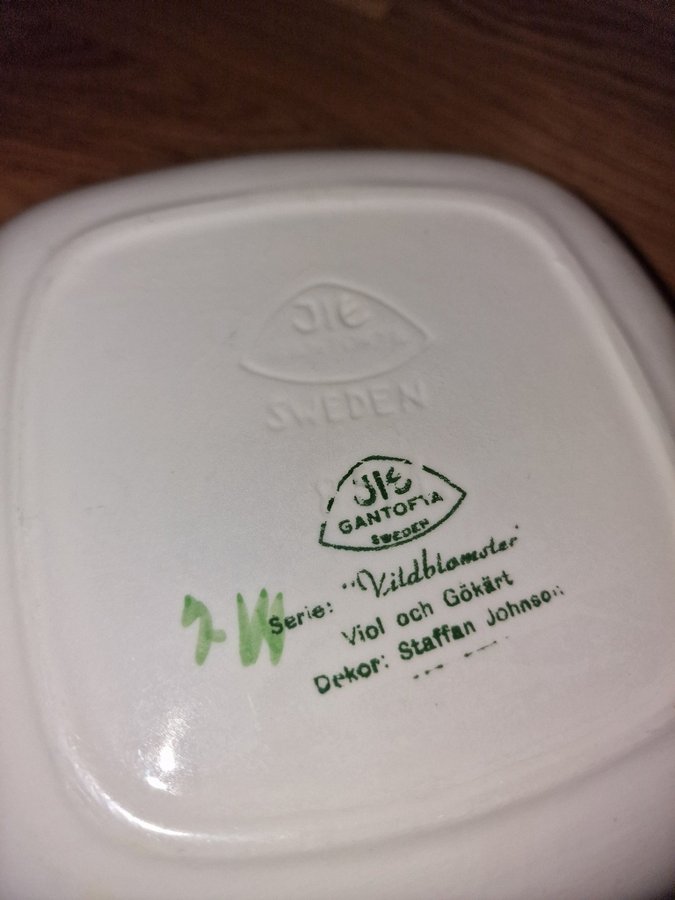 JIE
SWEDEN
JIE
GANTOFTA
SWEDEN
Serie: "Vildblomster"
Viol och Gökärt
Dekor: Staffan Johnson